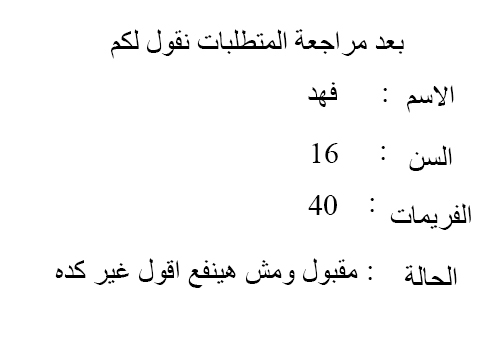 بعد مراجعة المتطلبات نقول لكم
الاسم : فهد
السن : 16
الفريمات : 40
الحالة : مقبول ومش هينفع اقول غير كده